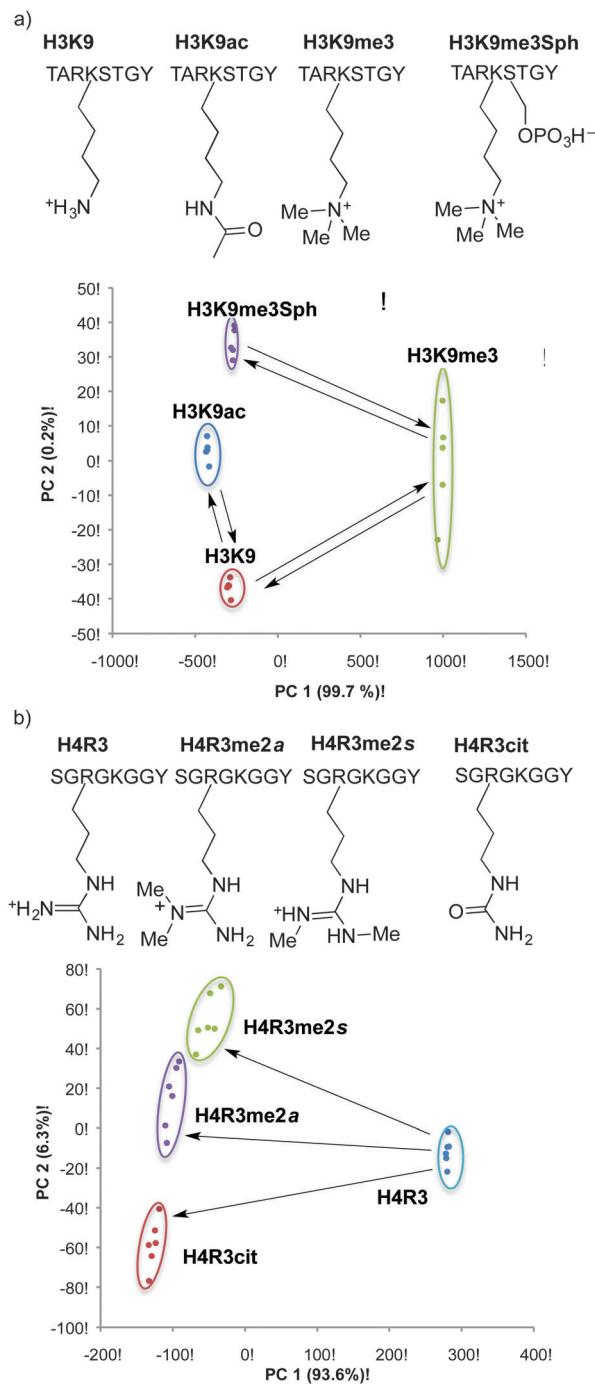 a)
H3K9 H3K9ac H3K9me3 H3K9me3Sph
TARKSTGY TARKSTGY TARKSTGY TARKSTGY
OPO₃H⁻
⁺H₃N HN O Me N⁺ Me Me Me N⁺ Me Me
50!
40!
30!
20!
10!
0!
-10!
-20!
-30!
-40!
-50!
PC 2 (0.2%)!
H3K9me3Sph !
H3K9me3 !
H3K9ac
H3K9
-1000! -500! 0! 500! 1000! 1500!
PC 1 (99.7 %)!
b)
H4R3 H4R3me2a H4R3me2s H4R3cit
SGRGKGGY SGRGKGGY SGRGKGGY SGRGKGGY
⁺H₂N NH NH₂
Me N + Me NH NH₂
⁺HN Me NH HN Me
O NH NH₂
80!
60!
40!
20!
0!
-20!
-40!
-60!
-80!
-100!
PC 2 (6.3%)!
H4R3me2s
H4R3me2a
H4R3
H4R3cit
-200! -100! 0! 100! 200! 300! 400!
PC 1 (93.6%)!